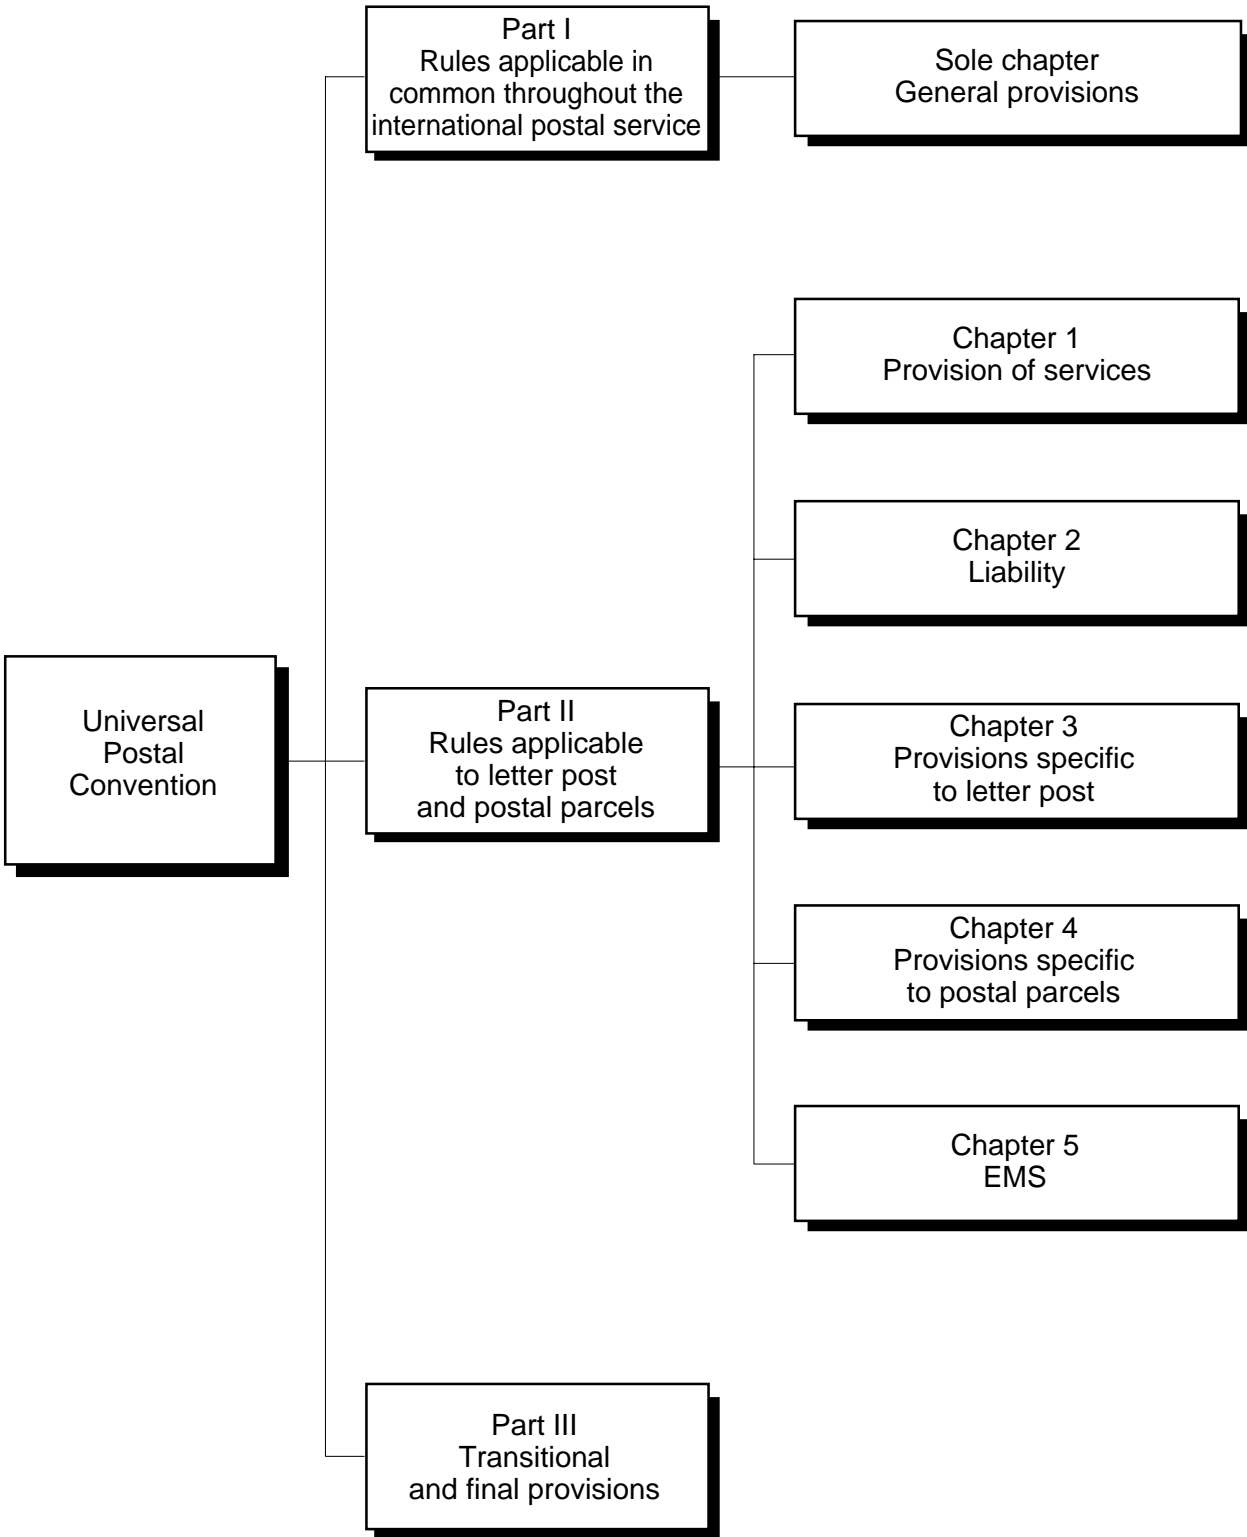 Part I
Rules applicable in
common throughout the
international postal service
Sole chapter
General provisions
Chapter 1
Provision of services
Chapter 2
Liability
Universal
Postal
Convention
Part II
Rules applicable
to letter post
and postal parcels
Chapter 3
Provisions specific
to letter post
Chapter 4
Provisions specific
to postal parcels
Chapter 5
EMS
Part III
Transitional
and final provisions